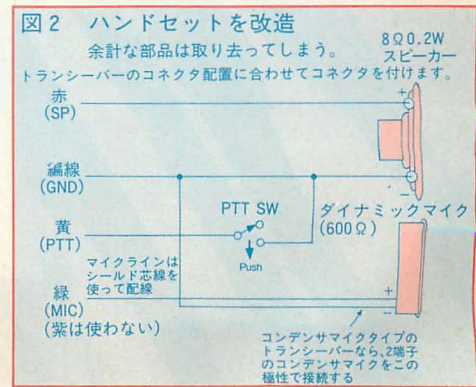 図2 ハンドセットを改造
余計な部品は取り去ってしまう。
8Ω0.2W
スピーカー
トランシーバーのコネクタ配置に合わせてコネクタを付けます。
赤
(SP)
+
編線
(GND)
−
PTT SW
ダイナミックマイク
(600Ω)
黄
(PTT)
Push
マイクラインは
シールド芯線を
使って配線
緑
(MIC)
+
−
(紫は使わない)
コンデンサマイクタイプの
トランシーバーなら、2端子
のコンデンサマイクをこの
極性で接続する